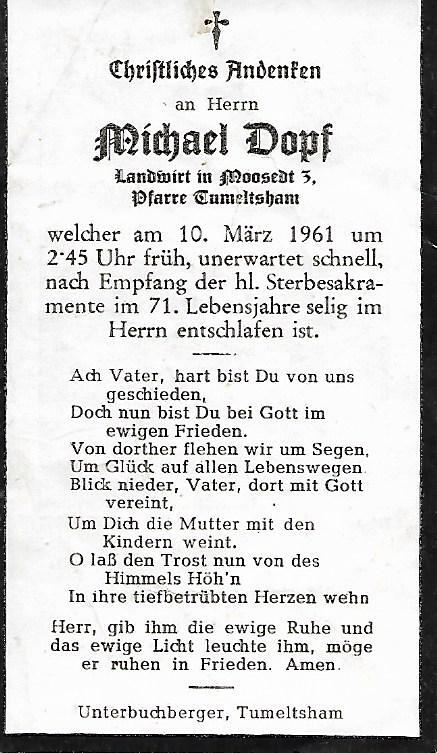 Christliches Andenken
an Herrn
Michael Dopf
Landwirt in Moosedt 3,
Pfarre Tumeltsham
welcher am 10. März 1961 um
2·45 Uhr früh, unerwartet schnell,
nach Empfang der hl. Sterbesakra-
mente im 71. Lebensjahre selig im
Herrn entschlafen ist.
Ach Vater, hart bist Du von uns
geschieden,
Doch nun bist Du bei Gott im
ewigen Frieden.
Von dorther flehen wir um Segen,
Um Glück auf allen Lebenswegen.
Blick nieder, Vater, dort mit Gott
vereint,
Um Dich die Mutter mit den
Kindern weint.
O laß den Trost nun von des
Himmels Höh'n
In ihre tiefbetrübten Herzen wehn
Herr, gib ihm die ewige Ruhe und
das ewige Licht leuchte ihm, möge
er ruhen in Frieden. Amen.
Unterbuchberger, Tumeltsham